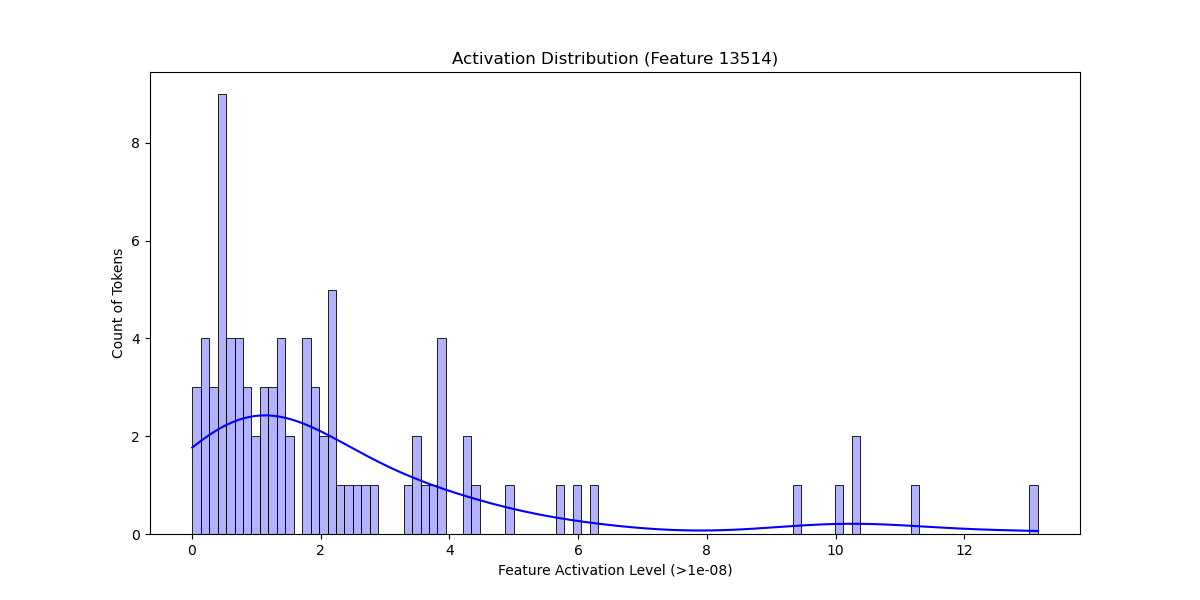 Activation Distribution (Feature 13514)
Count of Tokens
8
6
4
2
0
0 2 4 6 8 10 12
Feature Activation Level (>1e-08)